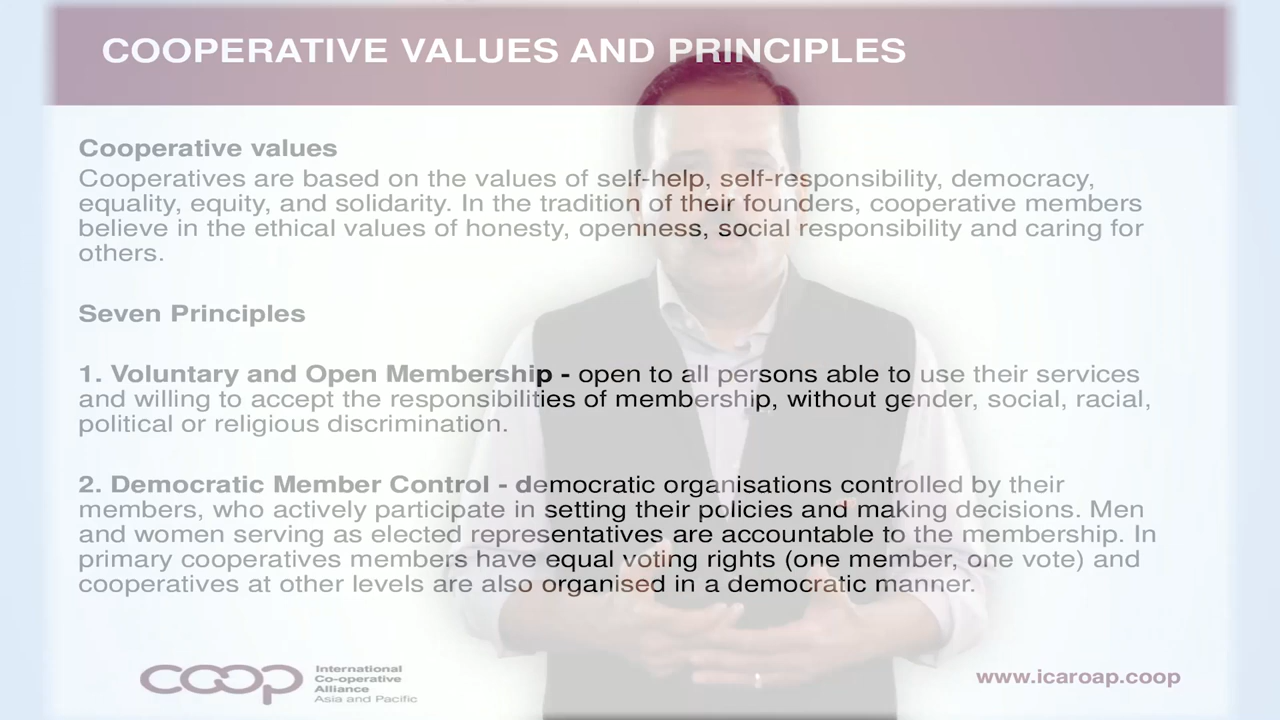 COOPERATIVE VALUES AND PRINCIPLES
Cooperative values
Cooperatives are based on the values of self-help, self-responsibility, democracy,
equality, equity, and solidarity. In the tradition of their founders, cooperative members
believe in the ethical values of honesty, openness, social responsibility and caring for
others.
Seven Principles
1. Voluntary and Open Membership - open to all persons able to use their services
and willing to accept the responsibilities of membership, without gender, social, racial,
political or religious discrimination.
2. Democratic Member Control - democratic organisations controlled by their
members, who actively participate in setting their policies and making decisions. Men
and women serving as elected representatives are accountable to the membership. In
primary cooperatives members have equal voting rights (one member, one vote) and
cooperatives at other levels are also organised in a democratic manner.
coop
International
Co-operative
Alliance
Asia and Pacific
www.icaroap.coop